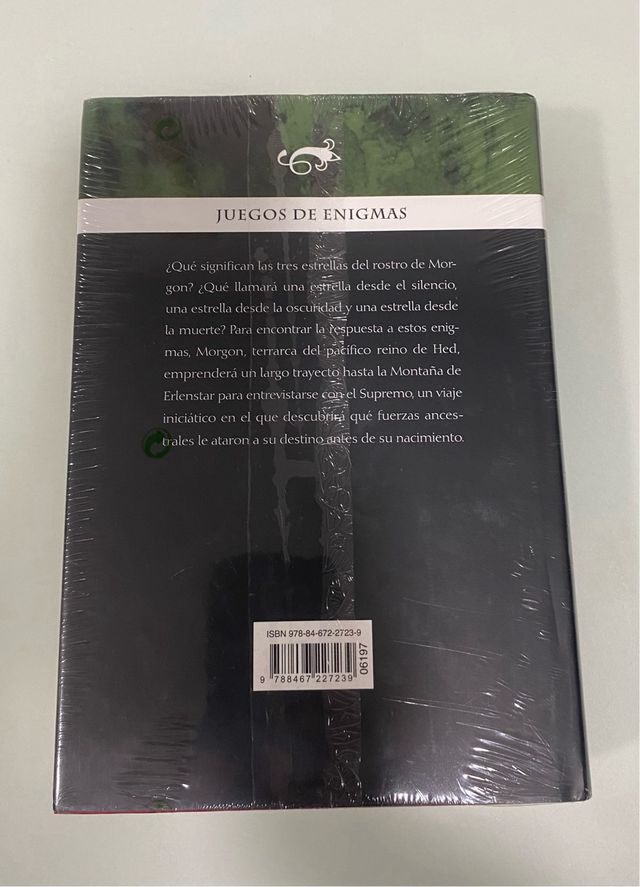 JUEGOS DE ENIGMAS
¿Qué significan las tres estrellas del rostro de Mor-
gon? ¿Qué llamará una estrella desde el silencio,
una estrella desde la oscuridad y una estrella desde
la muerte? Para encontrar la respuesta a estos enig-
mas, Morgon, terrarca del pacífico reino de Hed,
emprenderá un largo trayecto hasta la Montaña de
Erlenstar para entrevistarse con el Supremo, un viaje
iniciático en el que descubrirá qué fuerzas ances-
trales le ataron a su destino antes de su nacimiento.
ISBN 978-84-672-2723-9
06197
9 788467 227239